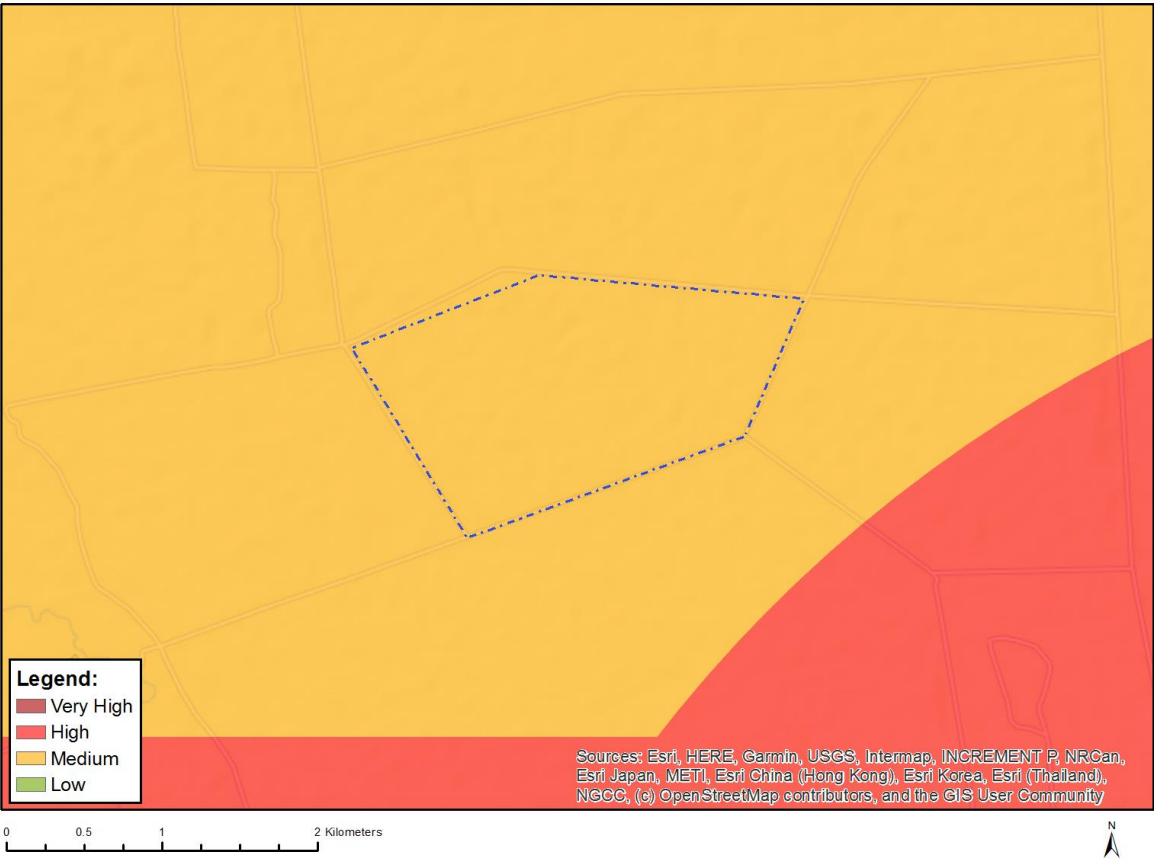 Legend:
Very High
High
Medium
Low
Sources: Esri, HERE, Garmin, USGS, Intermap, INCREMENT P, NRCan,
Esri Japan, METI, Esri China (Hong Kong), Esri Korea, Esri (Thailand),
NGCC, (c) OpenStreetMap contributors, and the GIS User Community
0 0.5 1 2 Kilometers
N